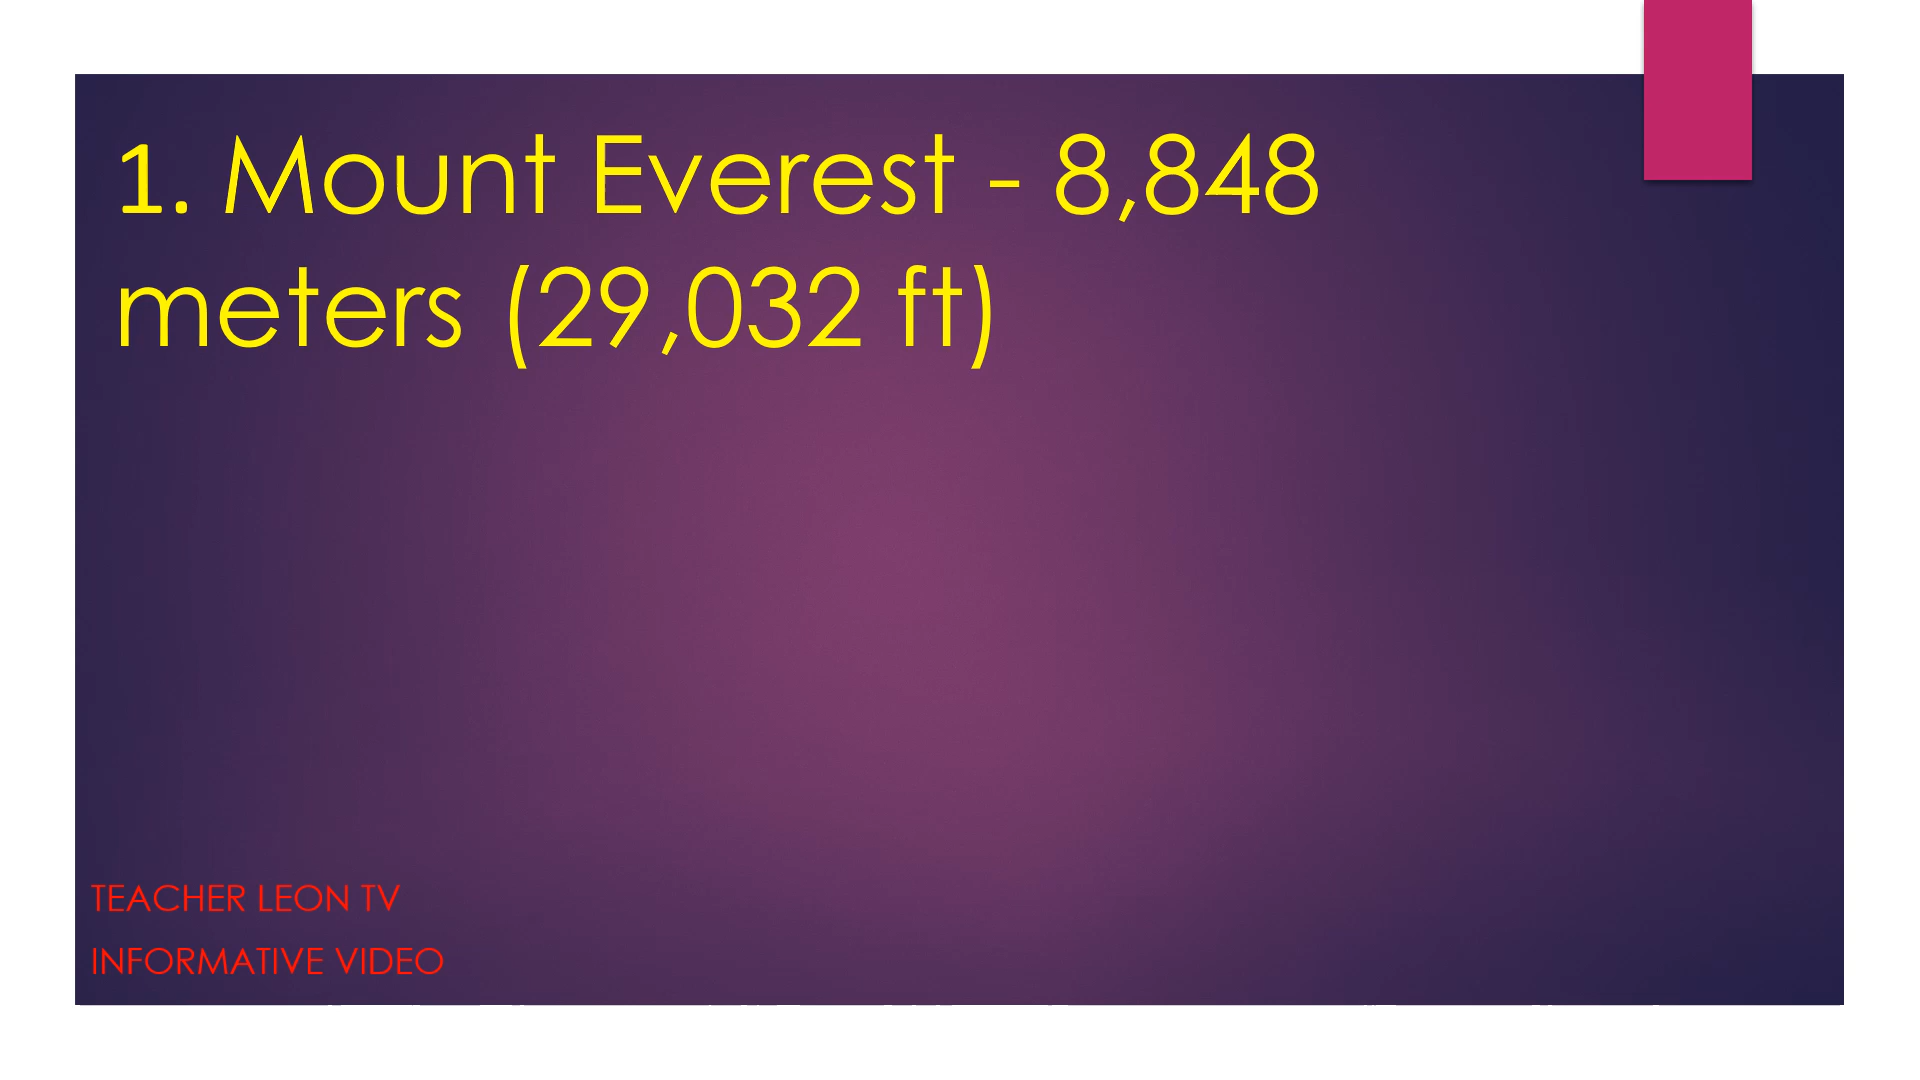 1. Mount Everest - 8,848
meters (29,032 ft)
TEACHER LEON TV
INFORMATIVE VIDEO